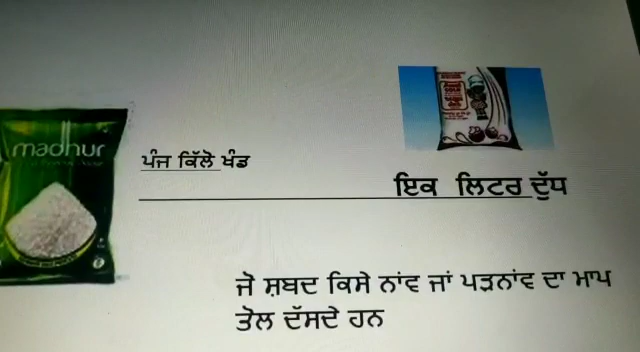 madhur
ਪੰਜ ਕਿੱਲੋ ਖੰਡ
ਇਕ ਲਿਟਰ ਦੁੱਧ
ਜੋ ਸ਼ਬਦ ਕਿਸੇ ਨਾਂਵ ਜਾਂ ਪੜਨਾਂਵ ਦਾ ਮਾਪ
ਤੋਲ ਦੱਸਦੇ ਹਨ